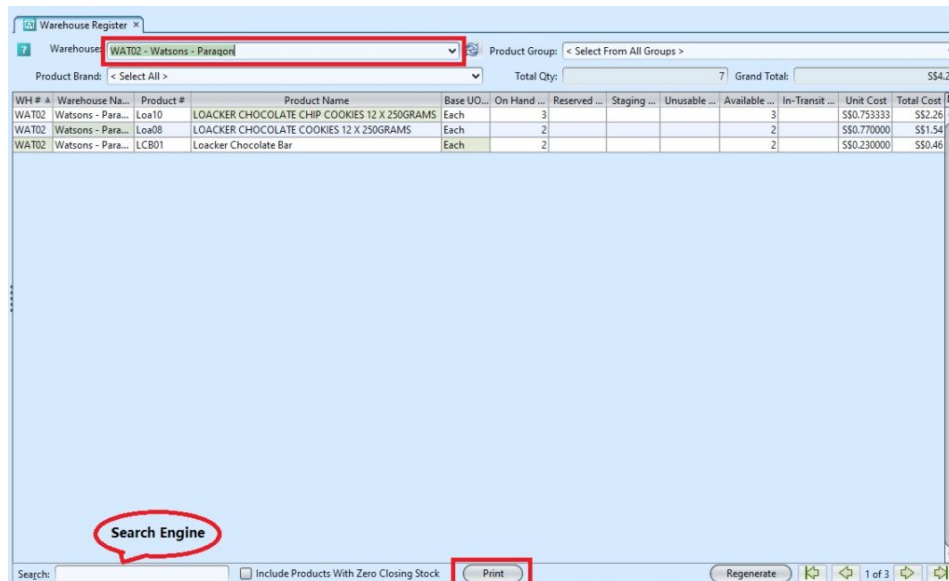 Warehouse Register
Warehouse: WAT02 - Watsons - Paragon Product Group: < Select From All Groups >
Product Brand: < Select All > Total Qty: 7 Grand Total: S$4.2
WH # Warehouse Na... Product # Product Name Base UO... On Hand ... Reserved ... Staging ... Unusable ... Available ... In-Transit ... Unit Cost Total Cost
WAT02 Watsons - Para... Loa10 LOACKER CHOCOLATE CHIP COOKIES 12 X 250GRAMS Each 3 3 S$0.753333 S$2.26
WAT02 Watsons - Para... Loa08 LOACKER CHOCOLATE COOKIES 12 X 250GRAMS Each 2 2 S$0.770000 S$1.54
WAT02 Watsons - Para... LCB01 Loacker Chocolate Bar Each 2 2 S$0.230000 S$0.46
Search Engine
Search: Include Products With Zero Closing Stock Print Regenerate 1 of 3